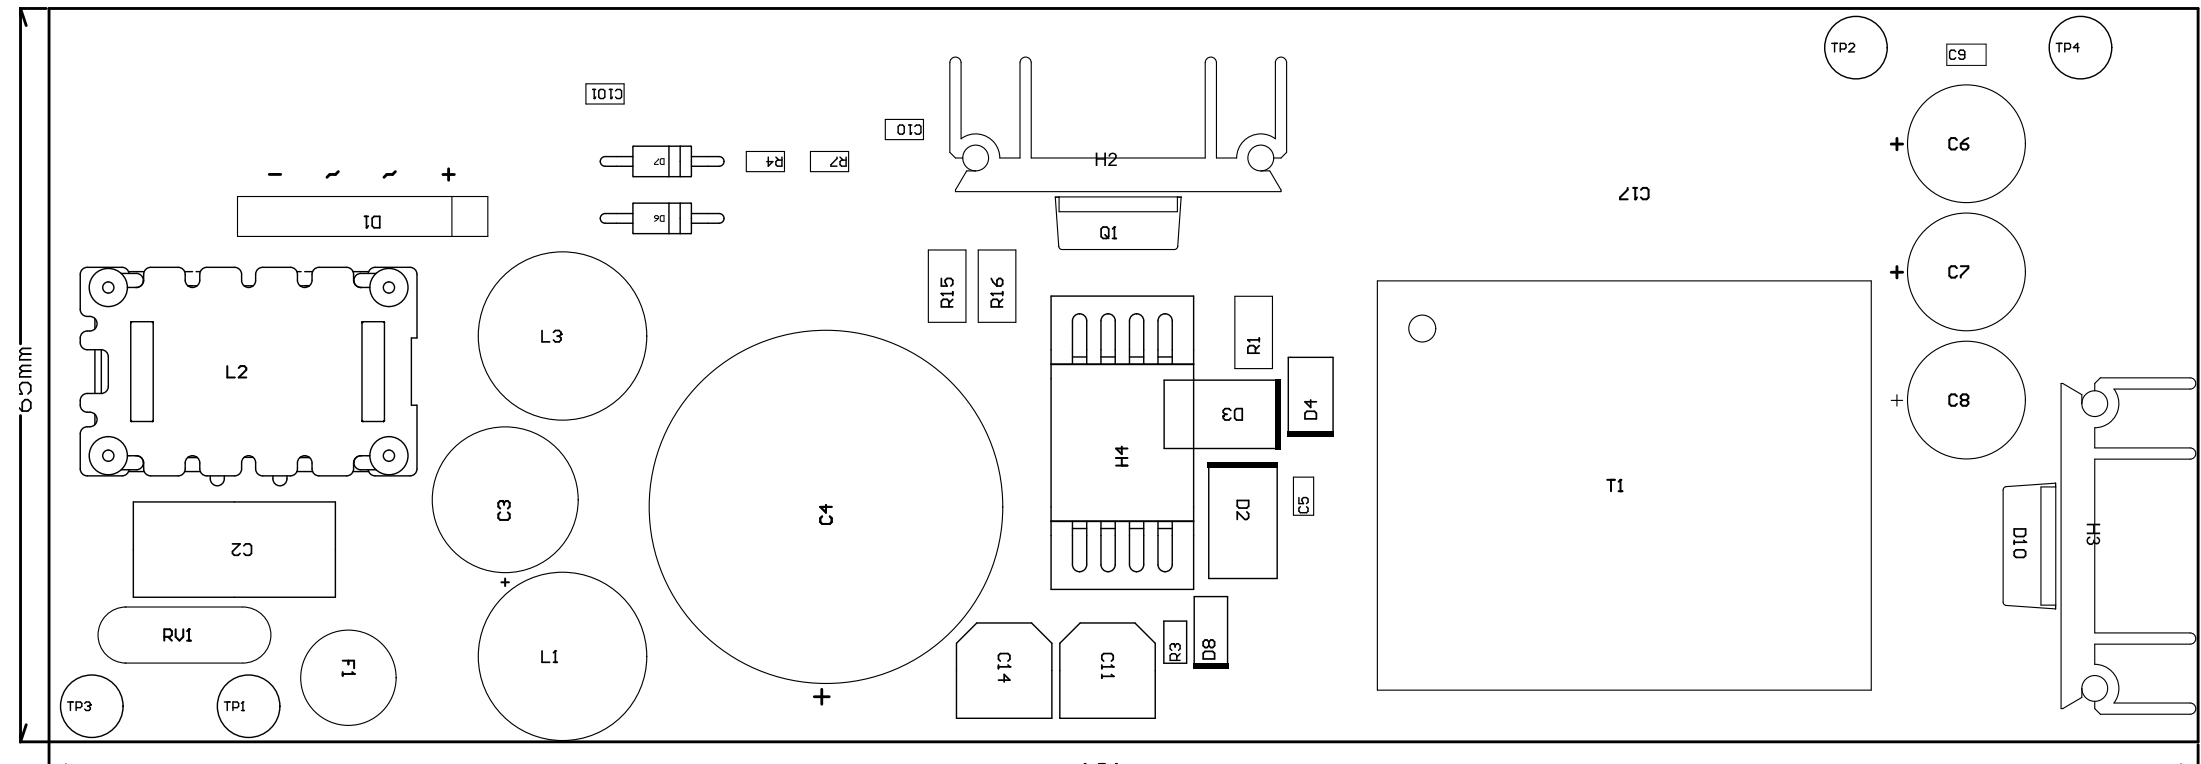 TP2
C9
TP4
C101
C10
C6
H2
D7
R4
R7
- ~ ~ +
+
C17
D1
D6
Q1
C7
+
R15
R16
L3
R1
65mm
L2
C8
+
D4
D3
H4
C3
C4
D2
C5
T1
D10
H3
C2
+
RV1
F1
L1
C14
C11
R3
D8
+
TP3
TP1